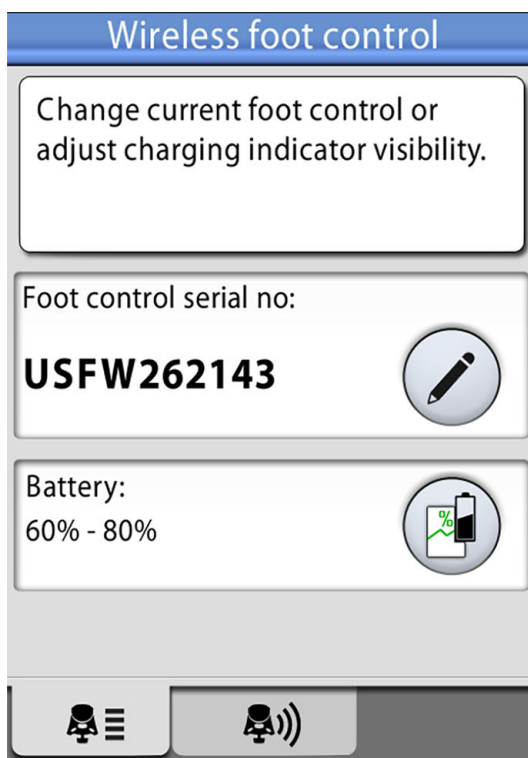 Wireless foot control
Change current foot control or
adjust charging indicator visibility.
Foot control serial no:
USFW262143
Battery:
60% - 80%
%